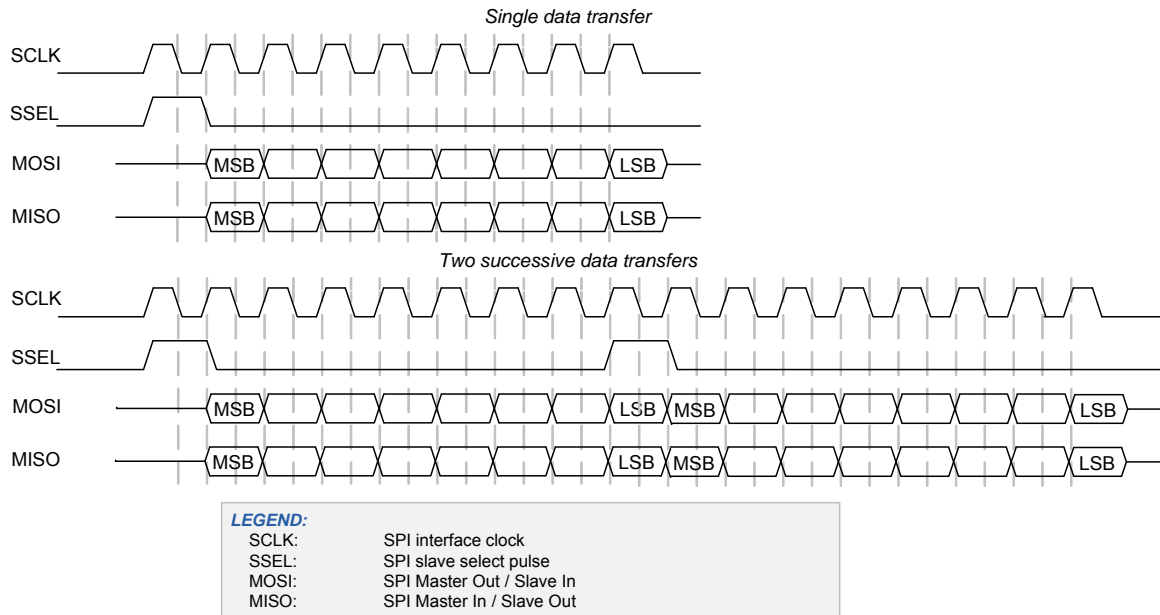 Single data transfer
SCLK
SSEL
MOSI MSB LSB
MISO MSB LSB
Two successive data transfers
SCLK
SSEL
MOSI MSB LSB MSB LSB
MISO MSB LSB MSB LSB
LEGEND:
SCLK: SPI interface clock
SSEL: SPI slave select pulse
MOSI: SPI Master Out / Slave In
MISO: SPI Master In / Slave Out